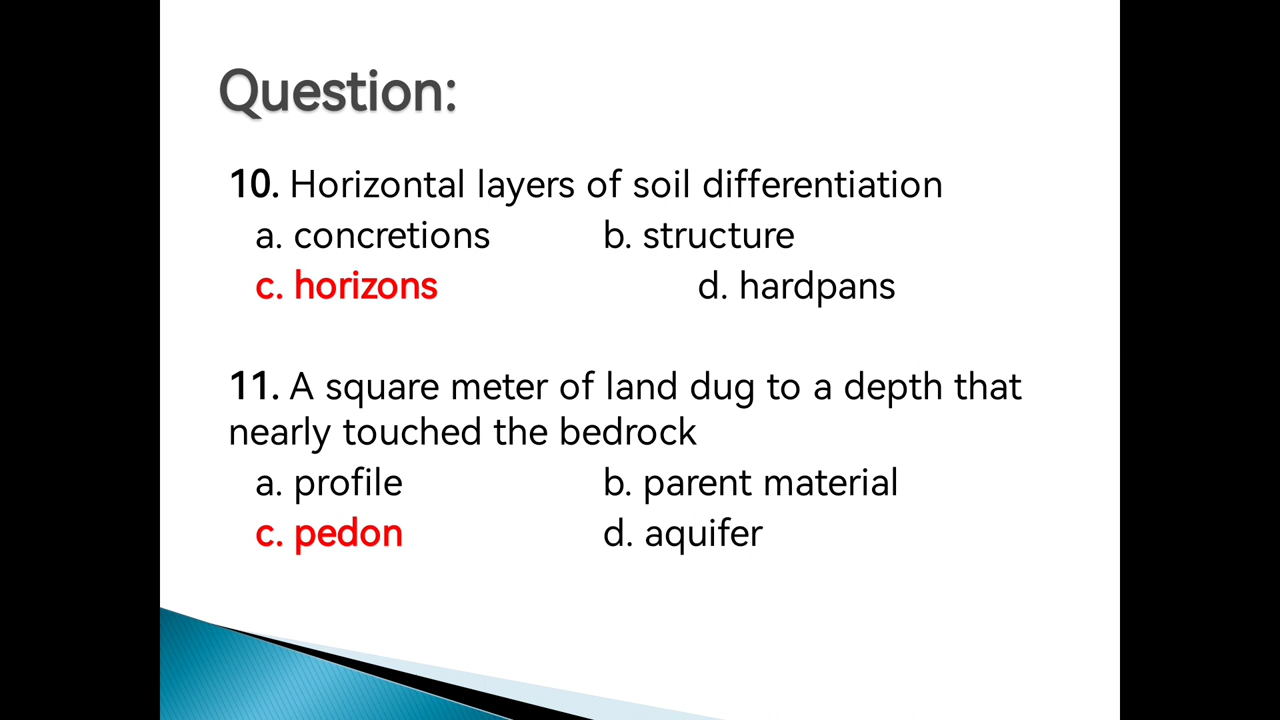 Question:
10. Horizontal layers of soil differentiation
a. concretions b. structure
c. horizons d. hardpans
11. A square meter of land dug to a depth that
nearly touched the bedrock
a. profile b. parent material
c. pedon d. aquifer